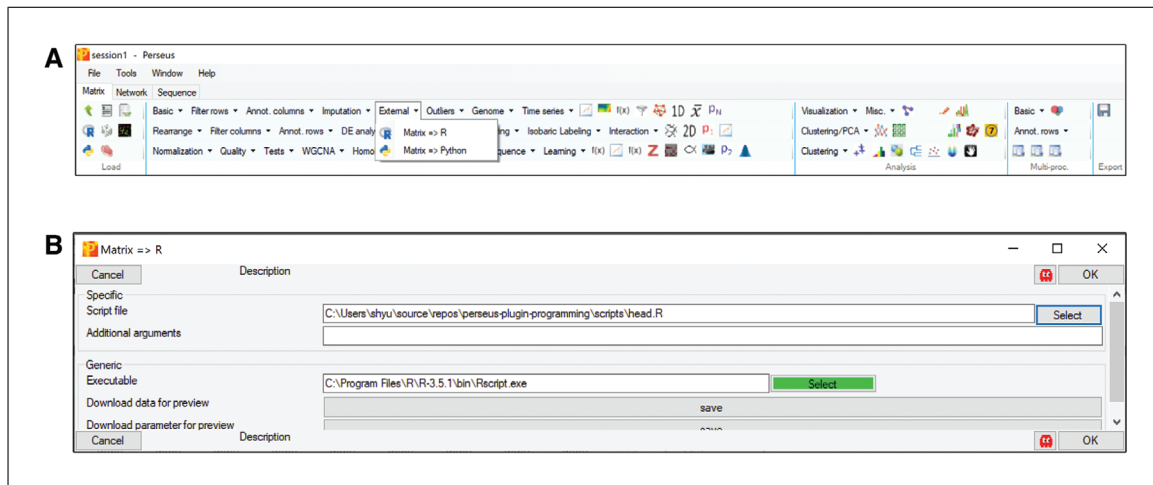 A
session1 - Perseus
File Tools Window Help
Matrix Network Sequence
Basic Filter rows Annot. columns Imputation External Outliers Genome Time series f(x) 1D x̄ PN Visualization Misc. Basic
Rearrange Filter columns Annot. rows DE analy Matrix => R ing Isobaric Labeling Interaction 2D P1 Clustering/PCA 7 Annot. rows
Normalization Quality Tests WGCNA Homo Matrix => Python quence Learning f(x) f(x) Z P2 Clustering
Load Analysis Multi-proc. Export
B
Matrix => R
Cancel Description OK
Specific
Script file C:\Users\shyu\source\repos\perseus-plugin-programming\scripts\head.R Select
Additional arguments
Generic
Executable C:\Program Files\R\R-3.5.1\bin\Rscript.exe Select
Download data for preview save
Download parameter for preview
Cancel Description OK